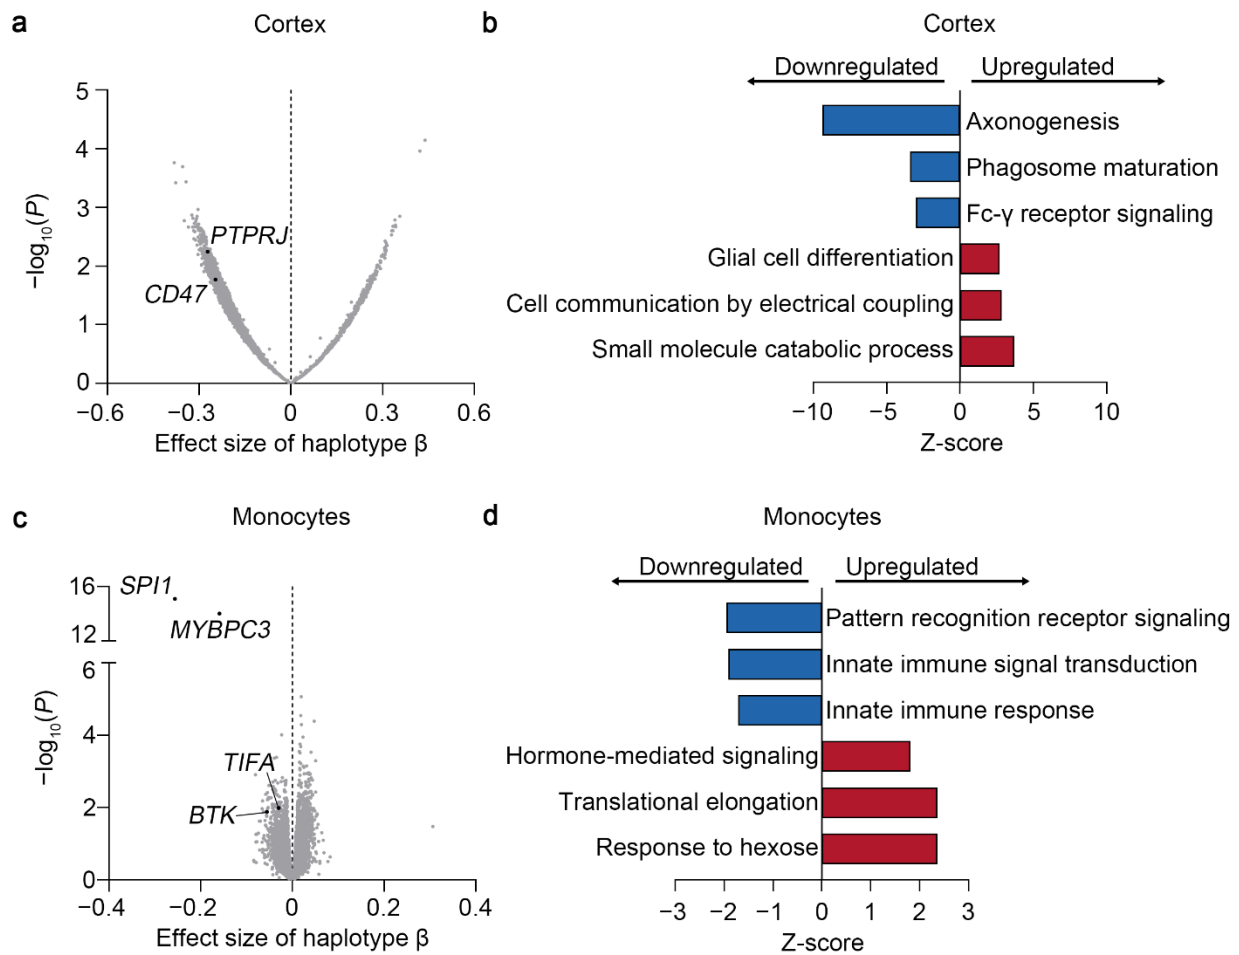 a
Cortex
5
4
3
2
1
0
−log10(P)
PTPRJ
CD47
−0.6
−0.3
0
0.3
0.6
Effect size of haplotype β
b
Cortex
Downregulated
Upregulated
Axonogenesis
Phagosome maturation
Fc-γ receptor signaling
Glial cell differentiation
Cell communication by electrical coupling
Small molecule catabolic process
−10
−5
0
5
10
Z-score
c
Monocytes
16
12
6
4
2
0
−log10(P)
SPI1
MYBPC3
TIFA
BTK
−0.4
−0.2
0
0.2
0.4
Effect size of haplotype β
d
Monocytes
Downregulated
Upregulated
Pattern recognition receptor signaling
Innate immune signal transduction
Innate immune response
Hormone-mediated signaling
Translational elongation
Response to hexose
−3
−2
−1
0
1
2
3
Z-score